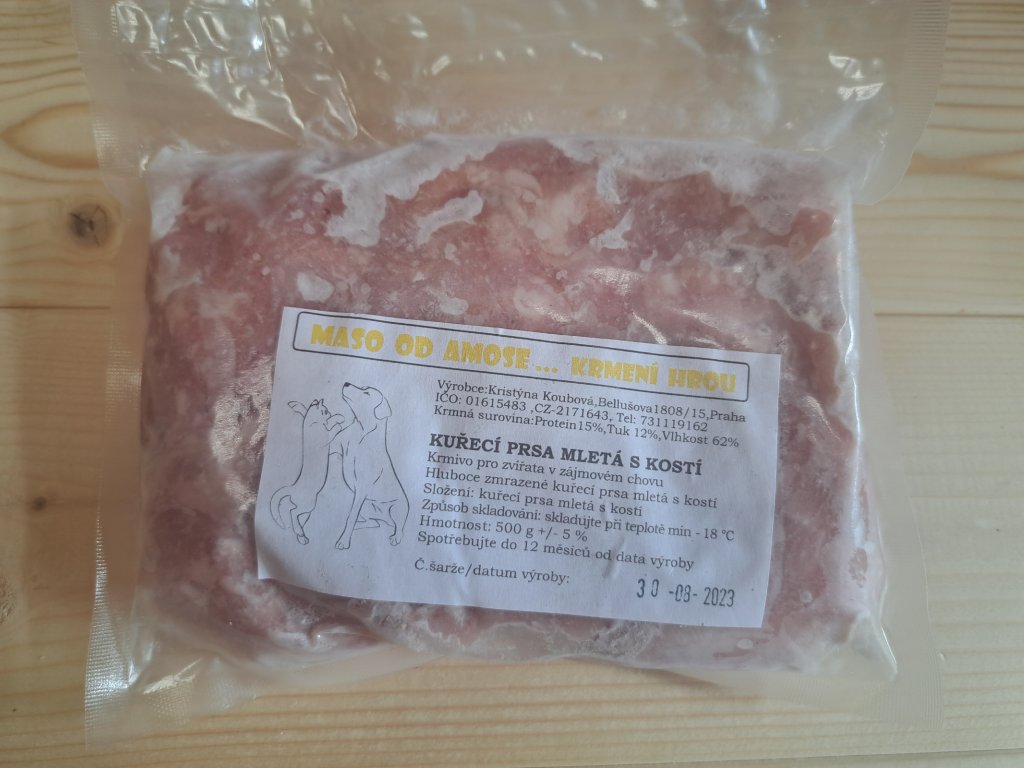 MASO OD AMOSE... KRMENÍ HROU
Výrobce:Kristýna Koubová,Bellušova1808/15,Praha
IČO: 01615483 ,CZ-2171643, Tel: 731119162
Krmná surovina:Protein15%,Tuk 12%,Vlhkost 62%
KUŘECÍ PRSA MLETÁ S KOSTÍ
Krmivo pro zvířata v zájmovém chovu
Hluboce zmrazené kuřecí prsa mletá s kostí
Složení: kuřecí prsa mletá s kostí
Způsob skladování: skladujte při teplotě min - 18 °C
Hmotnost: 500 g +/- 5 %
Spotřebujte do 12 měsíců od data výroby
Č.šarže/datum výroby:
30 -08- 2023